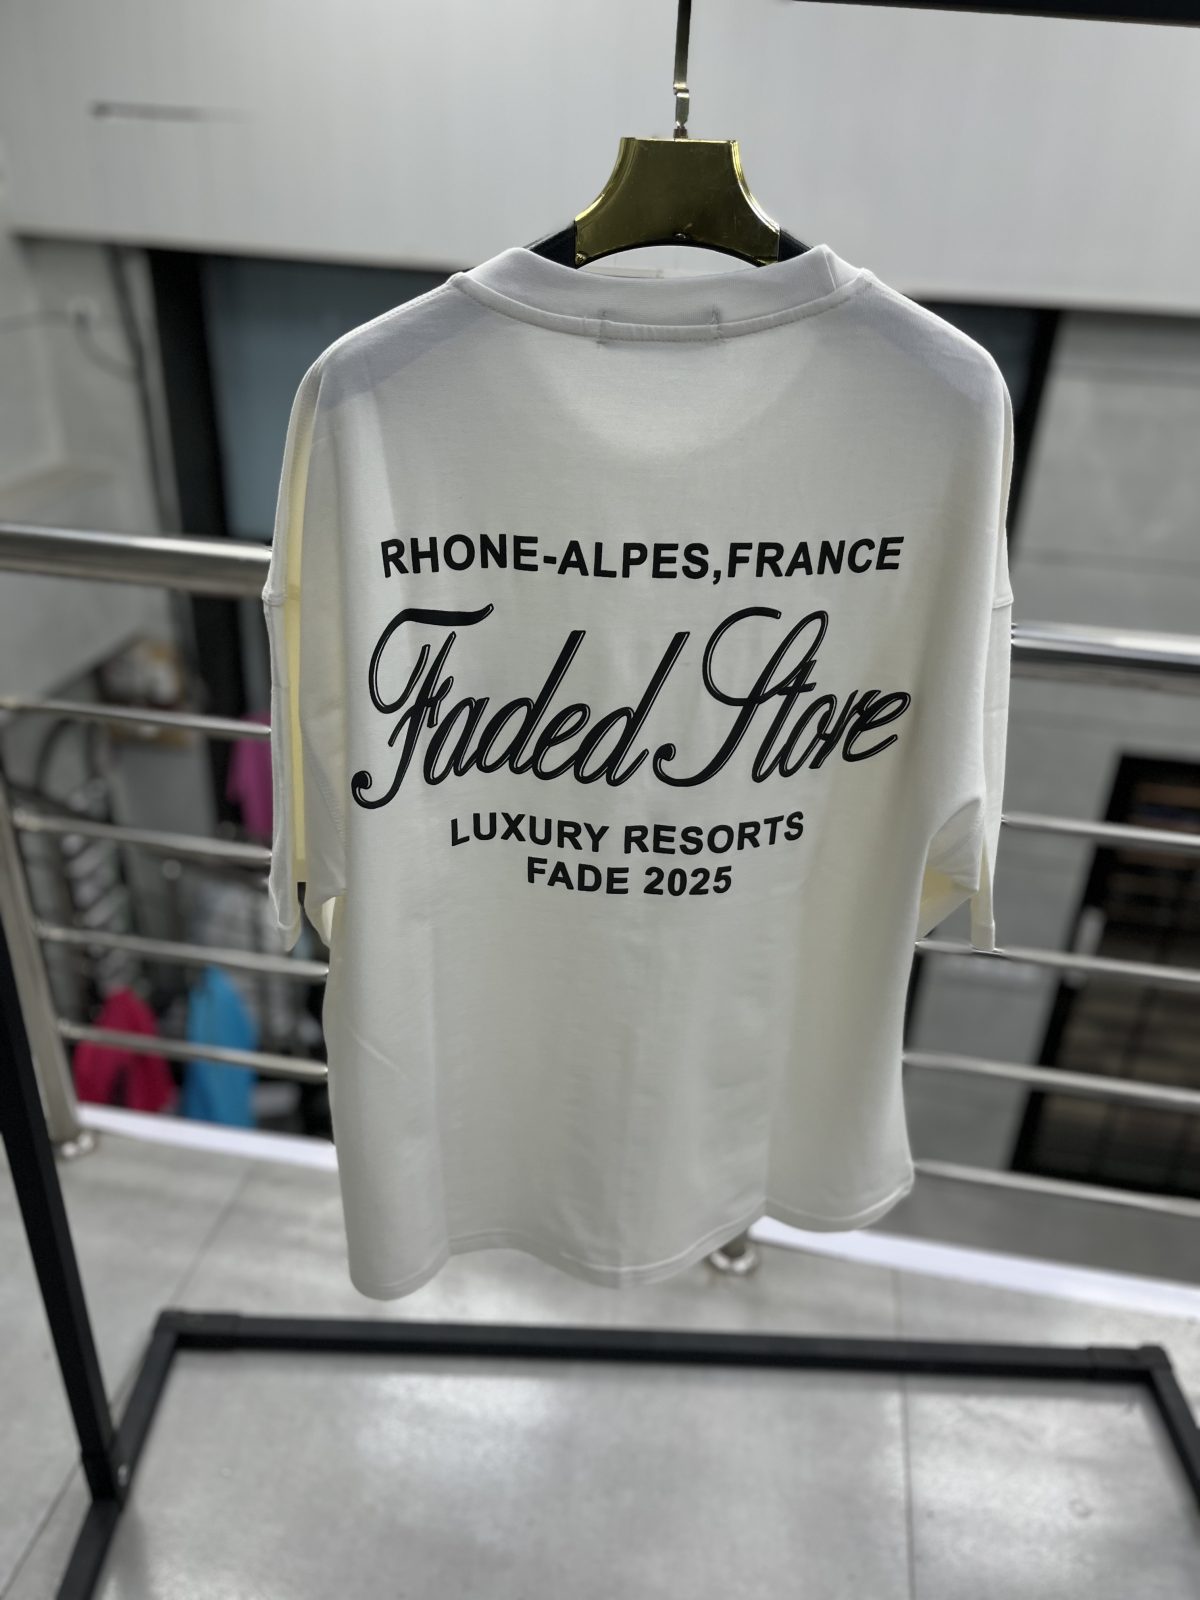 RHONE-ALPES,FRANCE
Faded Store
LUXURY RESORTS
FADE 2025